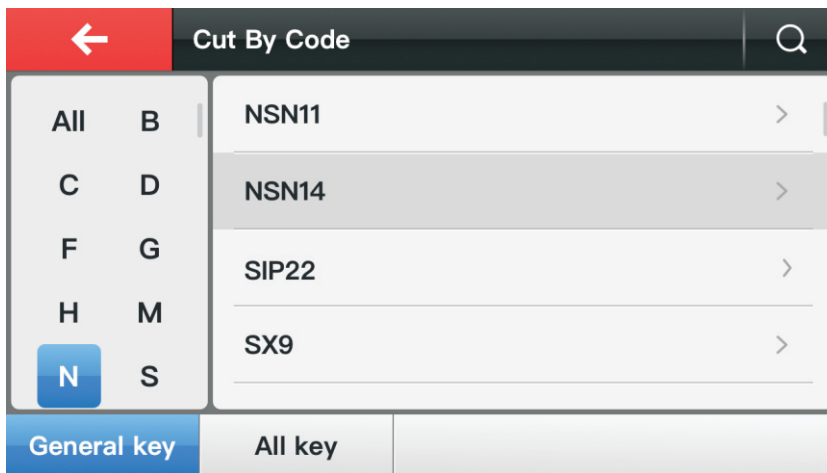 Cut By Code
All B
C D
F G
H M
N S
NSN11
NSN14
SIP22
SX9
General key
All key